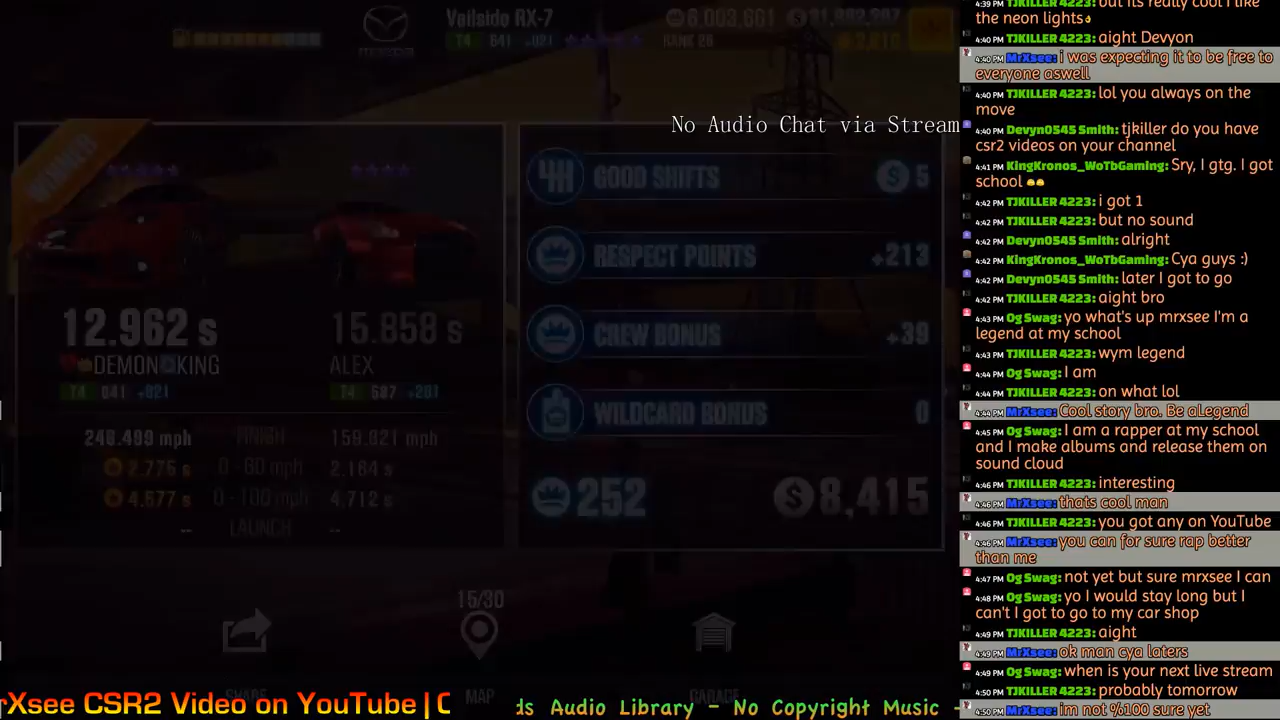 Veilside RX-7
T4 641 +821
mazda
RANK 28
No Audio Chat via Stream
GOOD SHIFTS
5
RESPECT POINTS
+213
CREW BONUS
+39
WILDCARD BONUS
0
252
8,415
12.962 s
DEMON KING
ALEX
T4 641 +821
587 +281
FINISH
2.775 s 0 - 60 mph 2.164 s
4.577 s 0 - 100 mph 4.712 s
-- LAUNCH --
15/30
SHARE
MAP
GARAGE
rXsee CSR2 Video on YouTube | C
ds Audio Library - No Copyright Music -
4:39 PM TJKILLER 4223: but its really cool i like
the neon lights
4:40 PM TJKILLER 4223: aight Devyon
4:40 PM MrXsee: i was expecting it to be free to
everyone aswell
4:40 PM TJKILLER 4223: lol you always on the
move
4:40 PM Devyn0545 Smith: tjkiller do you have
csr2 videos on your channel
4:41 PM KingKronos_WoTbGaming: Sry, I gtg. I got
school
4:42 PM TJKILLER 4223: i got 1
4:42 PM TJKILLER 4223: but no sound
4:42 PM Devyn0545 Smith: alright
4:42 PM KingKronos_WoTbGaming: Cya guys :)
4:42 PM Devyn0545 Smith: later I got to go
4:42 PM TJKILLER 4223: aight bro
4:43 PM Og Swag: yo what's up mrxsee I'm a
legend at my school
4:43 PM TJKILLER 4223: wym legend
4:44 PM Og Swag: I am
4:44 PM TJKILLER 4223: on what lol
4:44 PM MrXsee: Cool story bro. Be aLegend
4:45 PM Og Swag: I am a rapper at my school
and I make albums and release them on
sound cloud
4:46 PM TJKILLER 4223: interesting
4:46 PM MrXsee: thats cool man
4:46 PM TJKILLER 4223: you got any on YouTube
4:46 PM MrXsee: you can for sure rap better
than me
4:47 PM Og Swag: not yet but sure mrxsee I can
4:48 PM Og Swag: yo I would stay long but I
can't I got to go to my car shop
4:49 PM TJKILLER 4223: aight
4:49 PM MrXsee: ok man cya laters
4:49 PM Og Swag: when is your next live stream
4:50 PM TJKILLER 4223: probably tomorrow
4:50 PM MrXsee: im not %100 sure yet